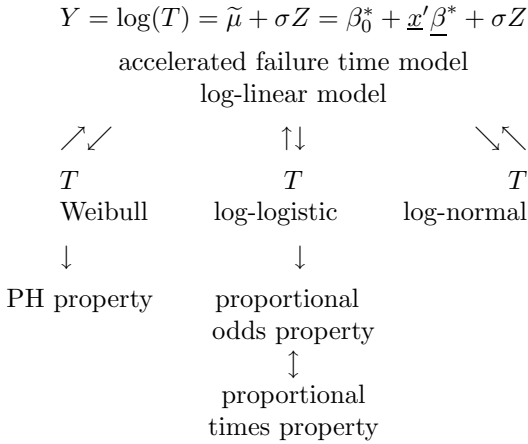 Y = log(T) = μ̃ + σZ = β₀* + x̲′β̲* + σZ
accelerated failure time model
log-linear model
↗↙ ↑↓ ↘↖
T T T
Weibull log-logistic log-normal
↓ ↓
PH property proportional
odds property
↕
proportional
times property